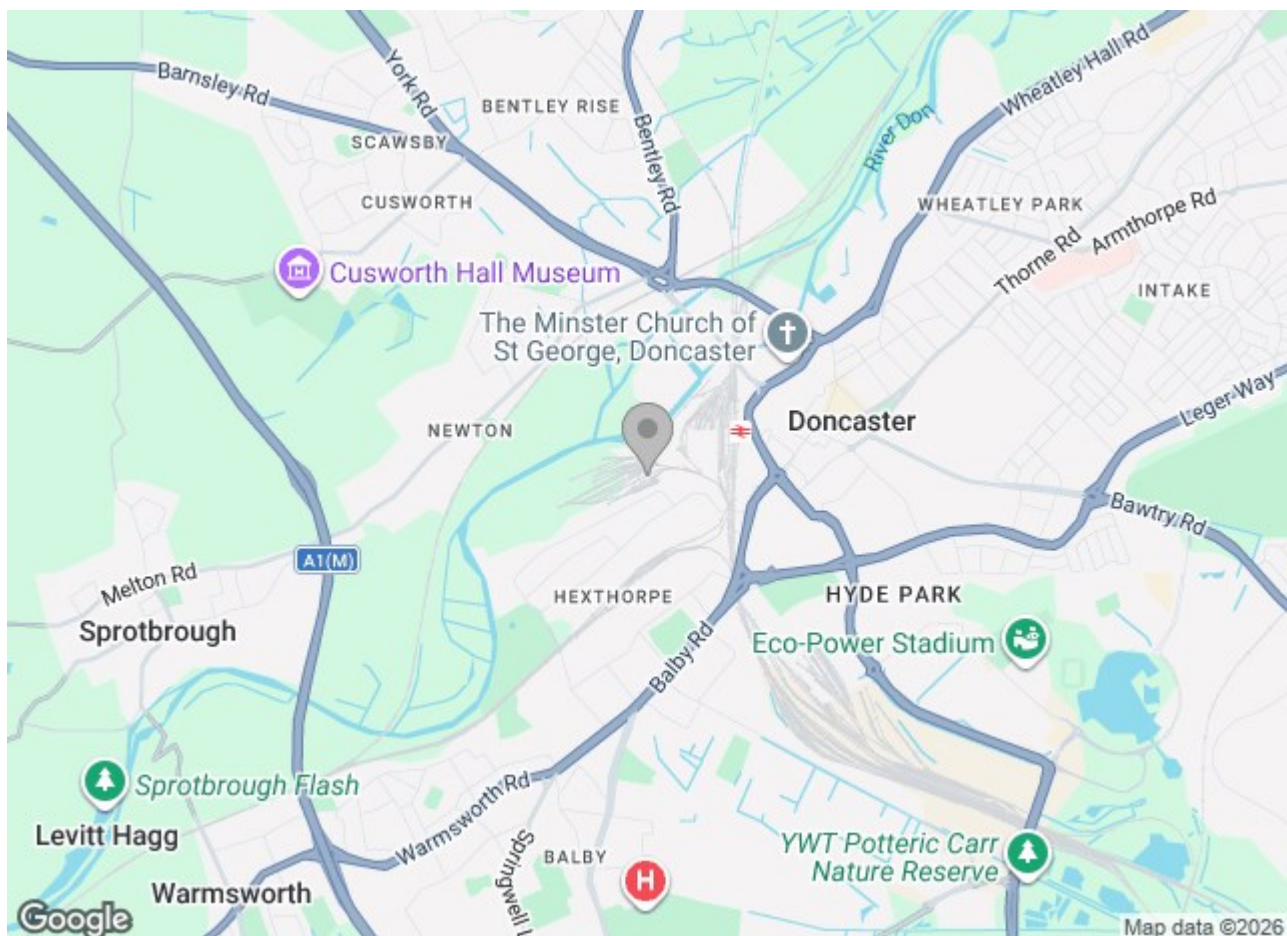 Barnsley Rd
York Rd
BENTLEY RISE
Bentley Rd
Wheatley Hall Rd
River Don
SCAWSBY
CUSWORTH
WHEATLEY PARK
Armthorpe Rd
Thorne Rd
INTAKE
Cusworth Hall Museum
The Minster Church of
St George, Doncaster
Leger Way
NEWTON
Doncaster
Bawtry Rd
A1(M)
Melton Rd
HEXTHORPE
HYDE PARK
Sprotbrough
Eco-Power Stadium
Balby Rd
Sprotbrough Flash
Levitt Hagg
Warmsworth Rd
Springwell L
BALBY
H
YWT Potteric Carr
Nature Reserve
Warmsworth
Google
Map data ©2026